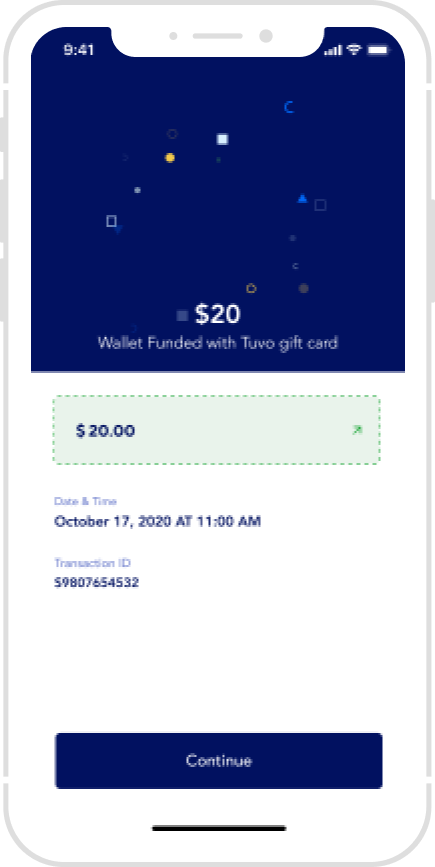 9:41
$20
Wallet Funded with Tuvo gift card
$ 20.00
Date & Time
October 17, 2020 AT 11:00 AM
Transaction ID
S9807654532
Continue